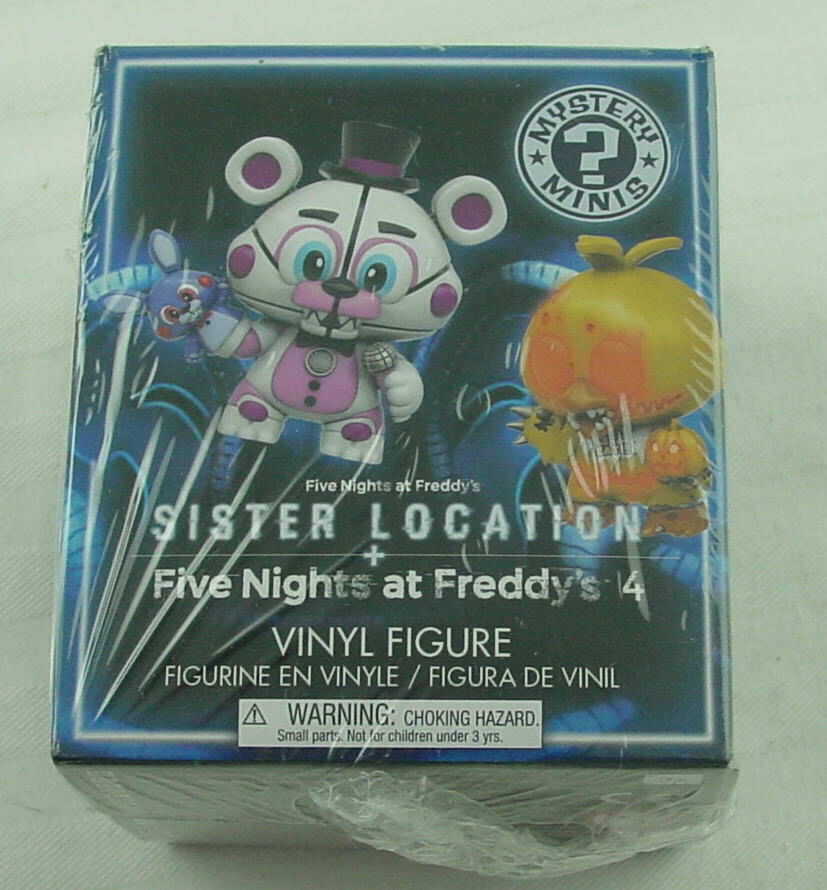 MYSTERY
?
MINIS
Five Nights at Freddy's
SISTER LOCATION
+
Five Nights at Freddy's 4
VINYL FIGURE
FIGURINE EN VINYLE / FIGURA DE VINIL
WARNING: CHOKING HAZARD.
Small parts. Not for children under 3 yrs.